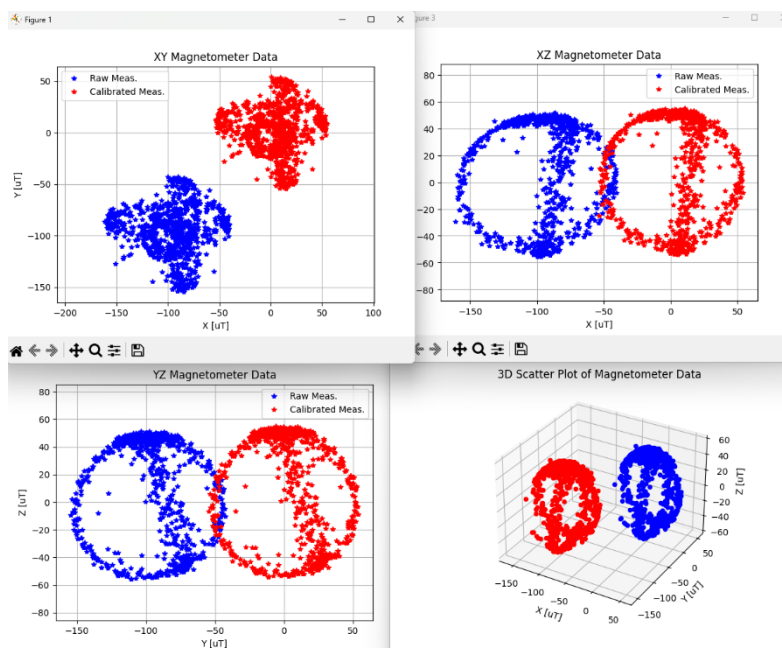 Figure 1
XY Magnetometer Data
Raw Meas.
Calibrated Meas.
50
0
−50
−100
−150
Y [uT]
−200
−150
−100
−50
0
50
100
X [uT]
Figure 3
XZ Magnetometer Data
Raw Meas.
Calibrated Meas.
80
60
40
20
0
−20
−40
−60
−80
Z [uT]
−150
−100
−50
0
50
X [uT]
YZ Magnetometer Data
Raw Meas.
Calibrated Meas.
80
60
40
20
0
−20
−40
−60
−80
Z [uT]
−150
−100
−50
0
50
Y [uT]
3D Scatter Plot of Magnetometer Data
60
40
20
0
−20
−40
−60
Z [uT]
−150
−100
−50
0
50
X [uT]
50
0
−50
−100
−150
Y [uT]